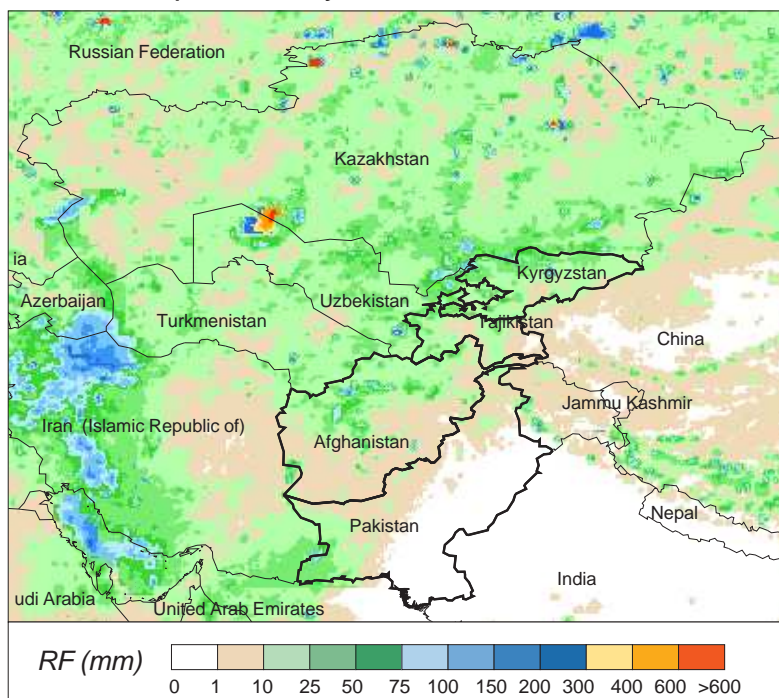 Russian Federation
Kazakhstan
ia
Azerbaijan
Turkmenistan
Uzbekistan
Kyrgyzstan
Tajikistan
China
Iran (Islamic Republic of)
Afghanistan
Jammu Kashmir
Pakistan
Nepal
India
udi Arabia
United Arab Emirates
RF (mm)
0 1 10 25 50 75 100 150 200 300 400 600 >600